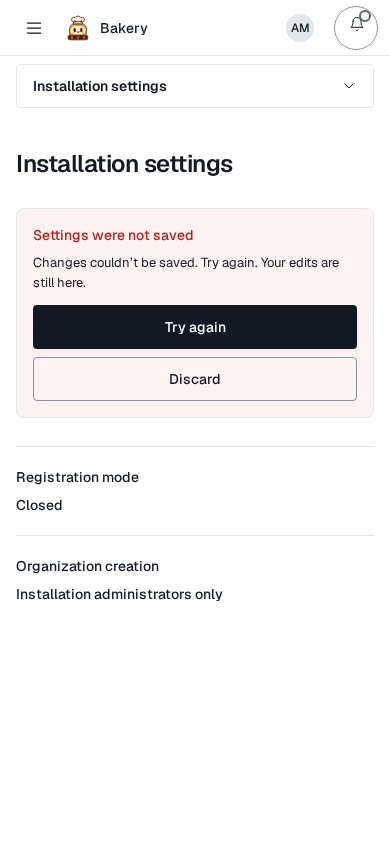 Bakery
AM
Installation settings
Installation settings
Settings were not saved
Changes couldn't be saved. Try again. Your edits are
still here.
Try again
Discard
Registration mode
Closed
Organization creation
Installation administrators only